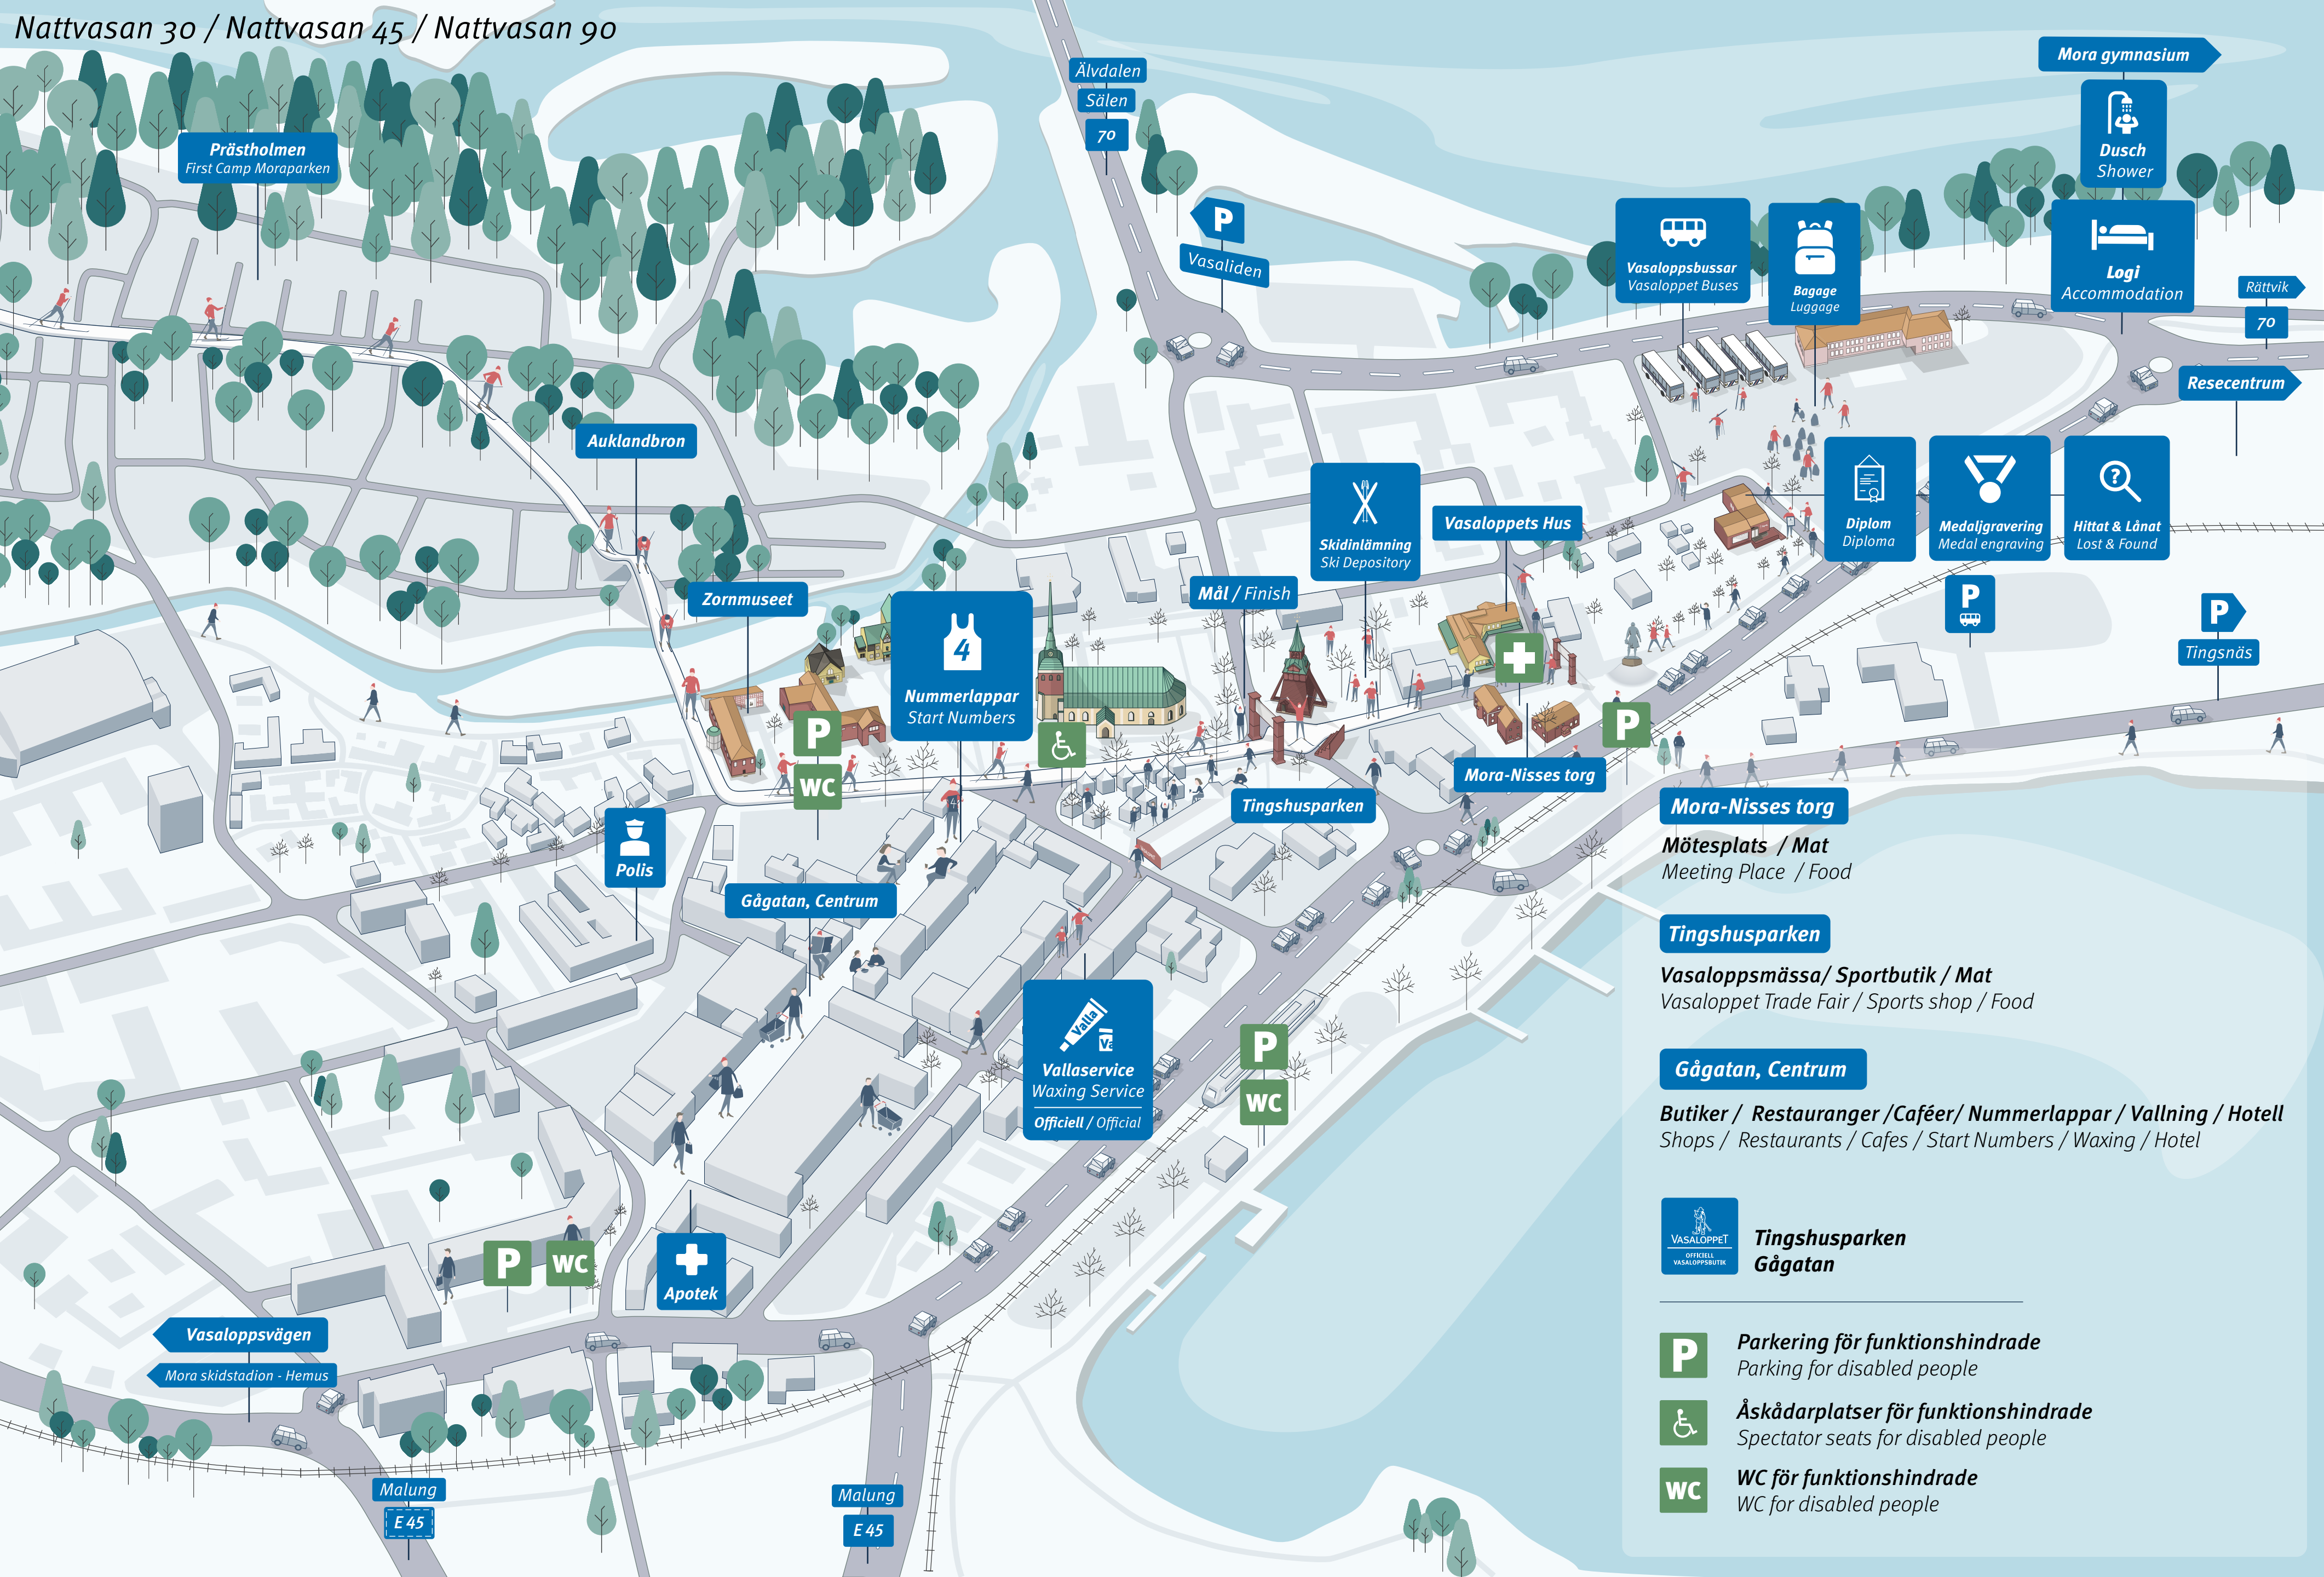 Nattvasan 30 / Nattvasan 45 / Nattvasan 90
Älvdalen
Sälen
70
Mora gymnasium
Dusch
Shower
Prästholmen
First Camp Moraparken
P
Vasaliden
Vasaloppsbussar
Vasaloppet Buses
Bagage
Luggage
Logi
Accommodation
Rättvik
70
Resecentrum
Auklandbron
Skidinlämning
Ski Depository
Vasaloppets Hus
Diplom
Diploma
Medaljgravering
Medal engraving
?
Hittat & Lånat
Lost & Found
Zornmuseet
4
Nummerlappar
Start Numbers
Mål / Finish
P
P
Tingsnäs
P
WC
P
Mora-Nisses torg
Tingshusparken
4
Polis
Gågatan, Centrum
Valla
Va
Vallaservice
Waxing Service
Officiell / Official
P
WC
P
WC
Apotek
Vasaloppsvägen
Mora skidstadion - Hemus
Malung
E 45
Malung
E 45
Mora-Nisses torg
Mötesplats / Mat
Meeting Place / Food
Tingshusparken
Vasaloppsmässa/ Sportbutik / Mat
Vasaloppet Trade Fair / Sports shop / Food
Gågatan, Centrum
Butiker / Restauranger /Caféer/ Nummerlappar / Vallning / Hotell
Shops / Restaurants / Cafes / Start Numbers / Waxing / Hotel
VASALOPPET
OFFICIELL
VASALOPPSBUTIK
Tingshusparken
Gågatan
P
Parkering för funktionshindrade
Parking for disabled people
Åskådarplatser för funktionshindrade
Spectator seats for disabled people
WC
WC för funktionshindrade
WC for disabled people